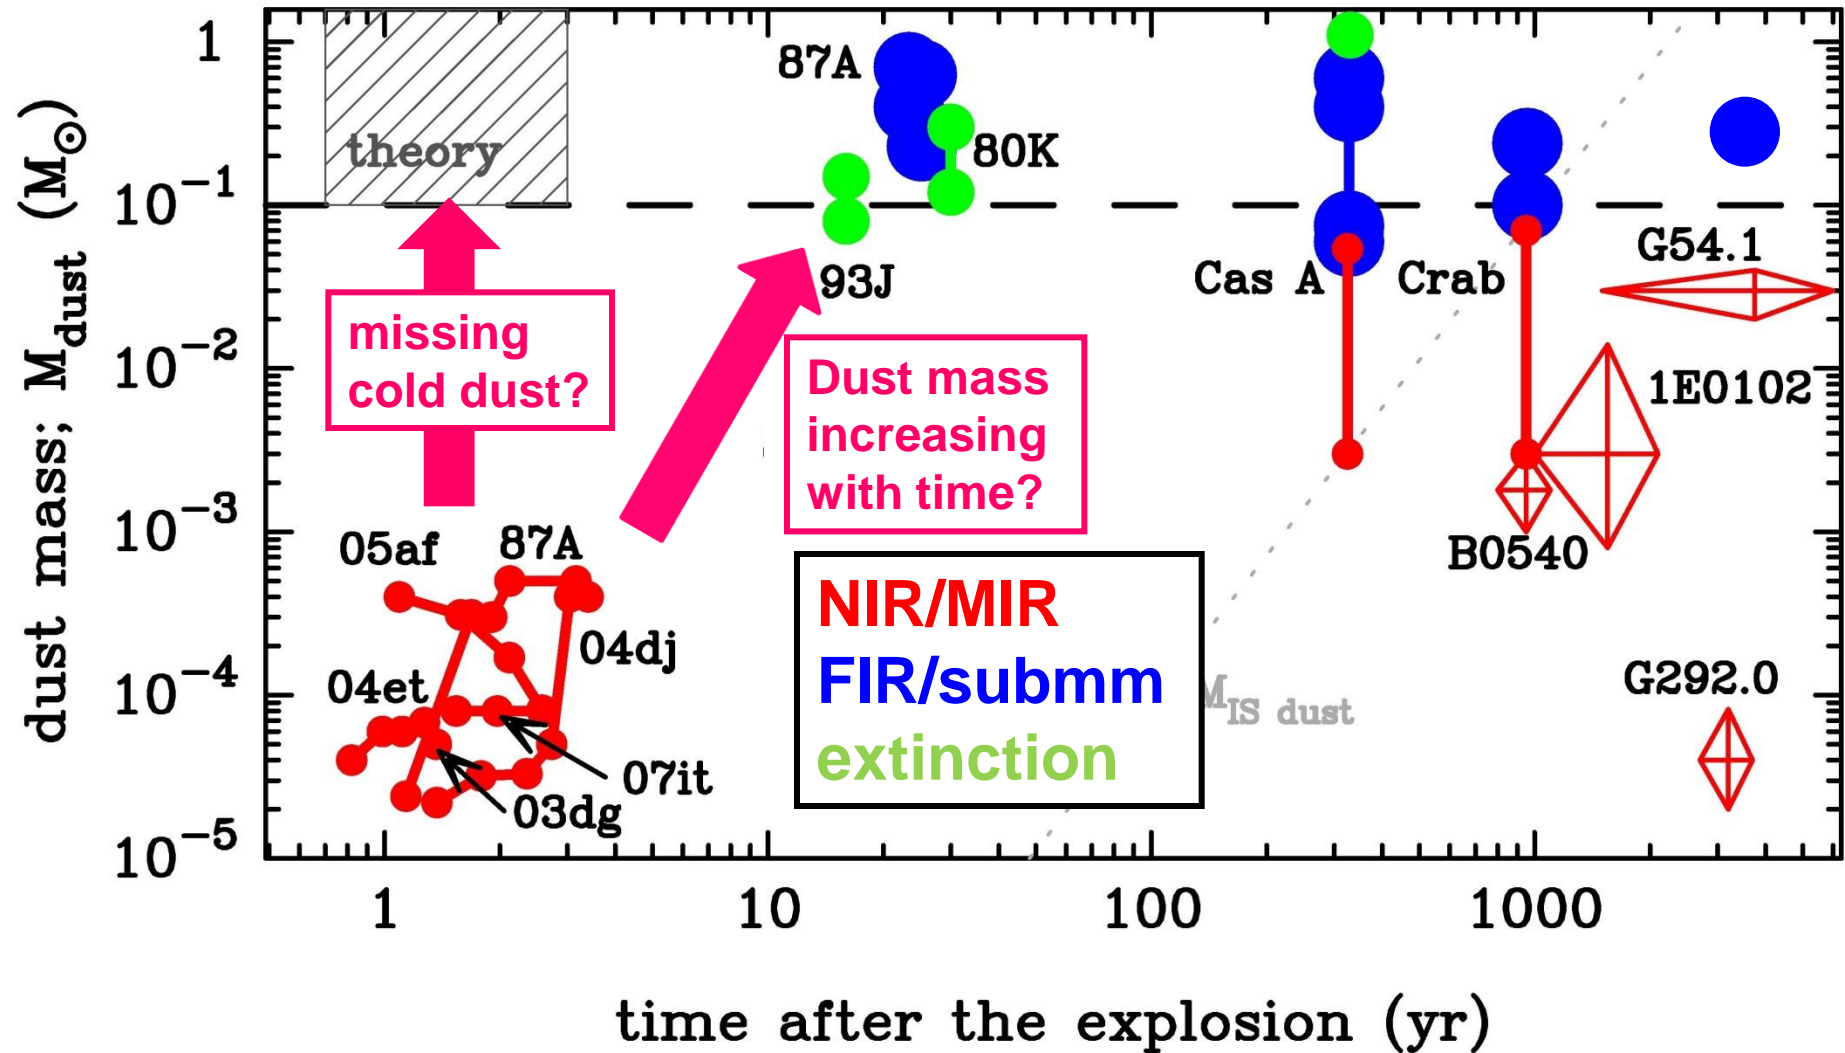 1
10⁻¹
10⁻²
10⁻³
10⁻⁴
10⁻⁵
dust mass; M_dust (M_⊙)
theory
87A
80K
93J
Cas A
Crab
G54.1
1E0102
B0540
G292.0
missing
cold dust?
Dust mass
increasing
with time?
05af
87A
04dj
04et
07it
03dg
NIR/MIR
FIR/submm
extinction
M_IS dust
1
10
100
1000
time after the explosion (yr)